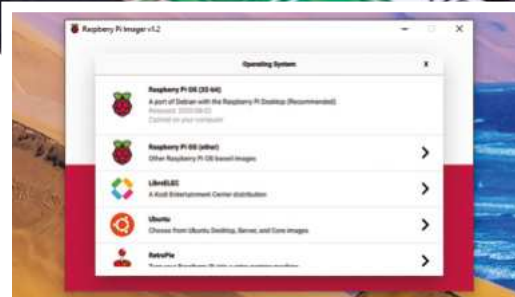 Raspberry Pi Imager v1.2
Operating System
X
Raspberry Pi OS (32-bit)
A port of Debian with the Raspberry Pi Desktop (Recommended)
Cached on your computer
Raspberry Pi OS (other)
Other Raspberry Pi OS based images
LibreELEC
A Kodi Entertainment Center distribution
Ubuntu
Choose from Ubuntu Desktop, Server, and Core images
RetroPie